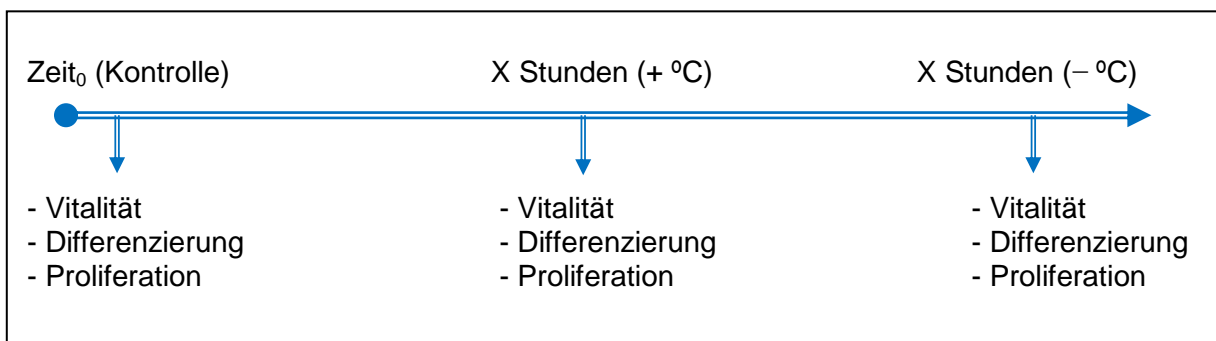 Zeit₀ (Kontrolle) X Stunden (+ ºC) X Stunden (– ºC)
- Vitalität - Vitalität - Vitalität
- Differenzierung - Differenzierung - Differenzierung
- Proliferation - Proliferation - Proliferation